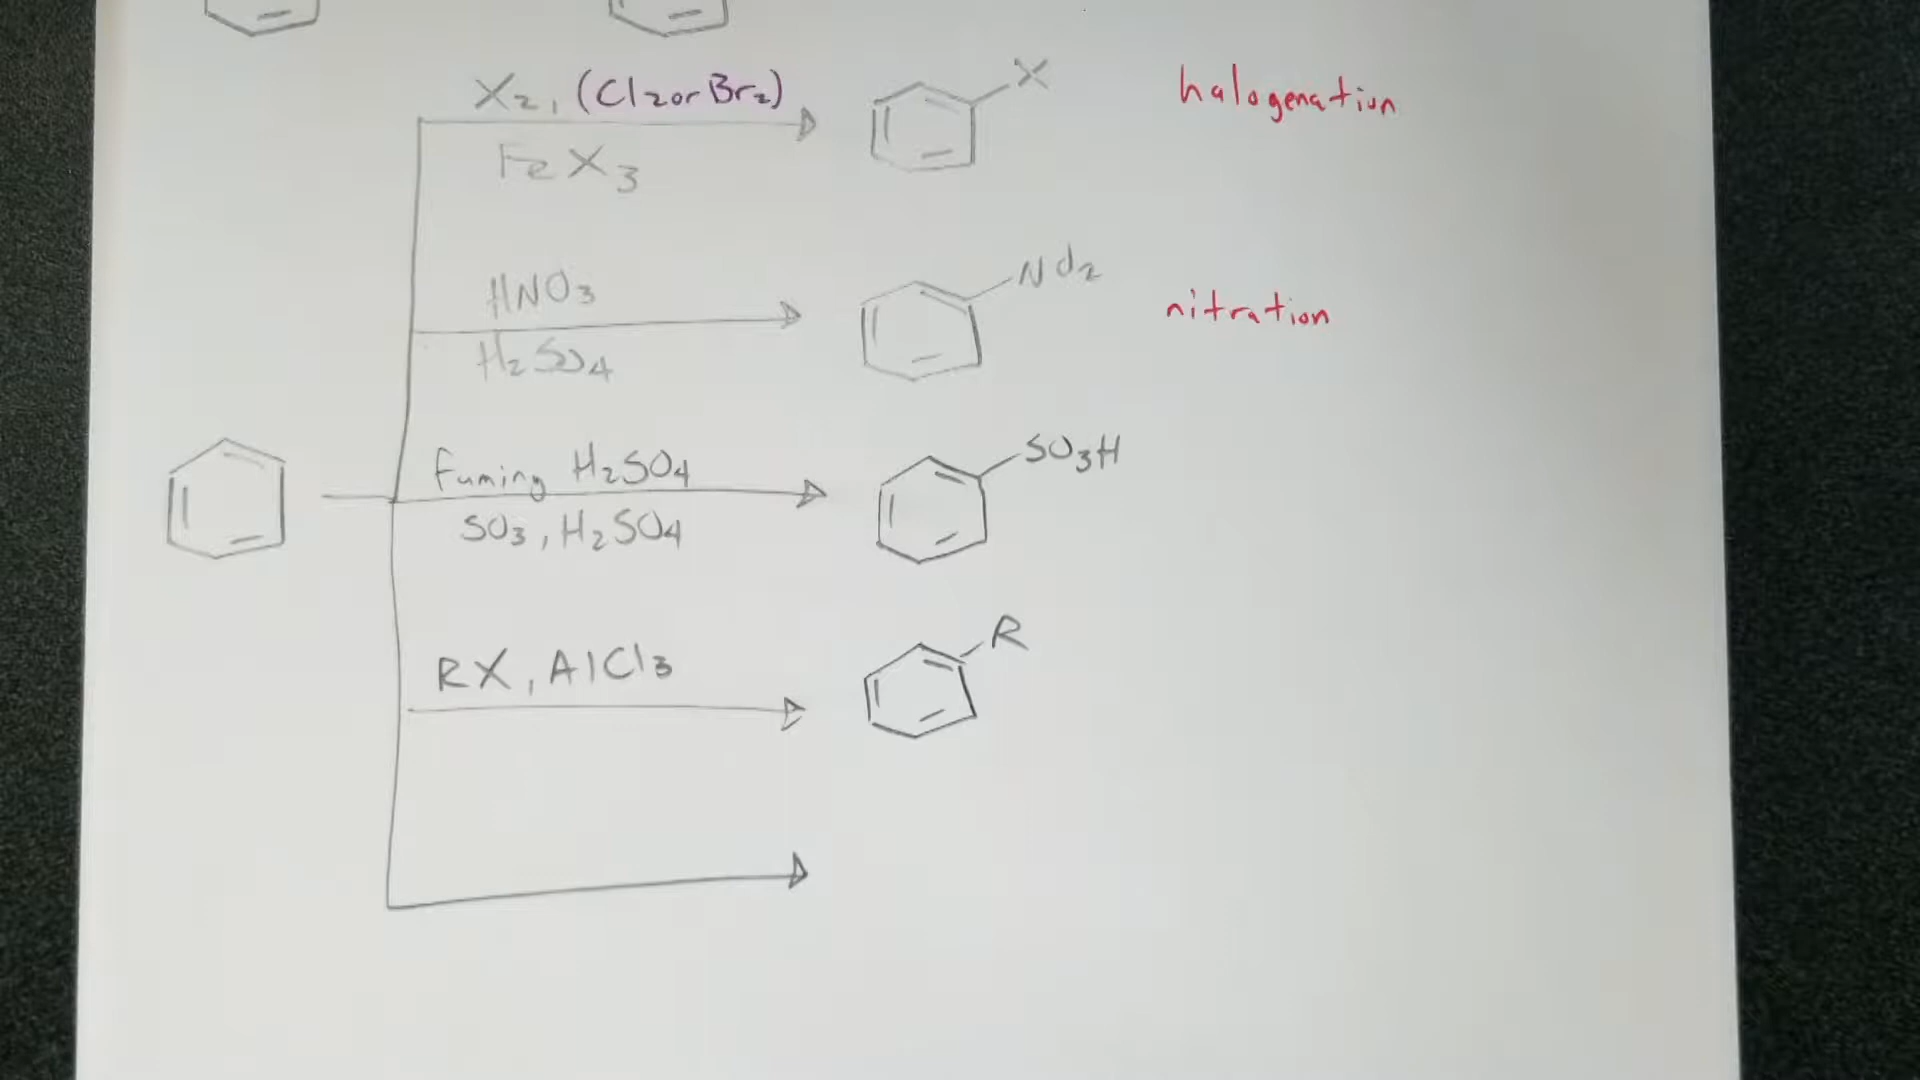 X₂, (Cl₂ or Br₂)
FeX₃
X
halogenation
HNO₃
H₂SO₄
NO₂
nitration
Fuming H₂SO₄
SO₃, H₂SO₄
SO₃H
RX, AlCl₃
R